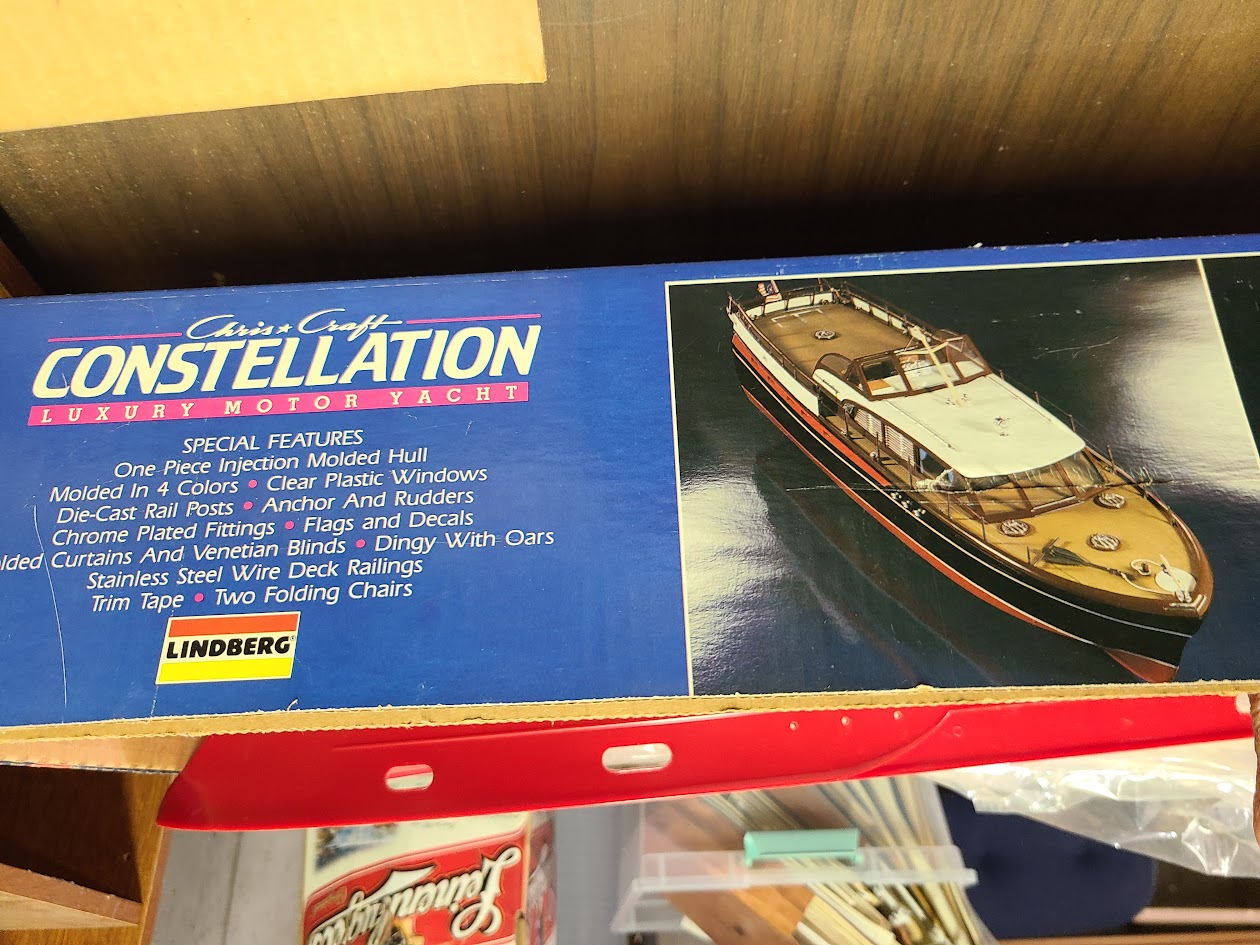 Chris★Craft
CONSTELLATION
LUXURY MOTOR YACHT
SPECIAL FEATURES
One Piece Injection Molded Hull
Molded In 4 Colors • Clear Plastic Windows
Die-Cast Rail Posts • Anchor And Rudders
Chrome Plated Fittings • Flags and Decals
lded Curtains And Venetian Blinds • Dingy With Oars
Stainless Steel Wire Deck Railings
Trim Tape • Two Folding Chairs
LINDBERG®
Leinenkugel's